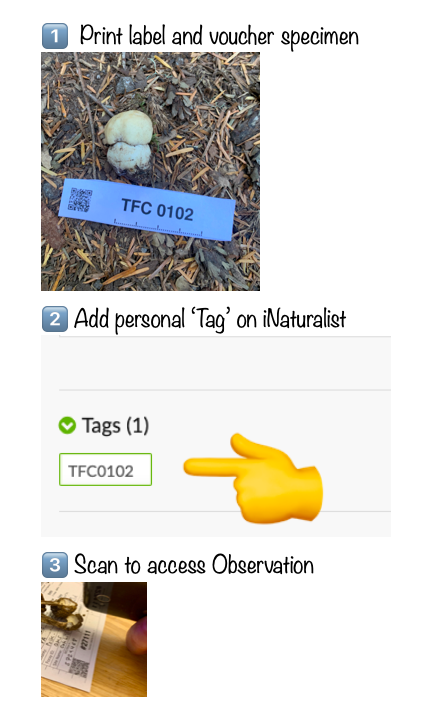 1 Print label and voucher specimen
TFC 0102
2 Add personal ‘Tag’ on iNaturalist
Tags (1)
TFC0102
3 Scan to access Observation
#27111